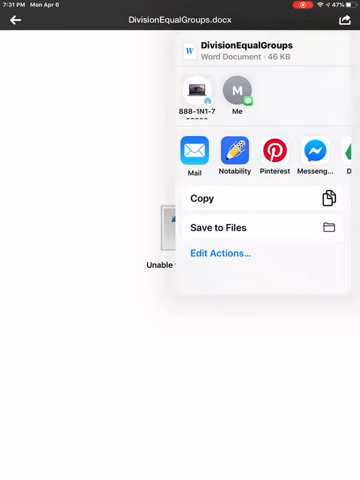 7:31 PM Mon Apr 6
47%
DivisionEqualGroups.docx
DivisionEqualGroups
Word Document · 46 KB
W
M
888-1N1-7
Me
Mail
Notability
Pinterest
Messeng...
D
Copy
Save to Files
Edit Actions...
Unable